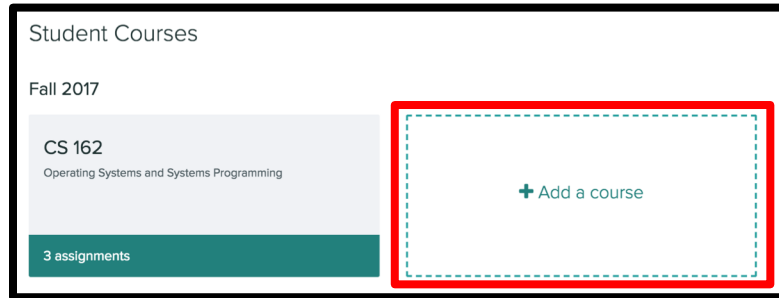 Student Courses
Fall 2017
CS 162
Operating Systems and Systems Programming
3 assignments
+ Add a course